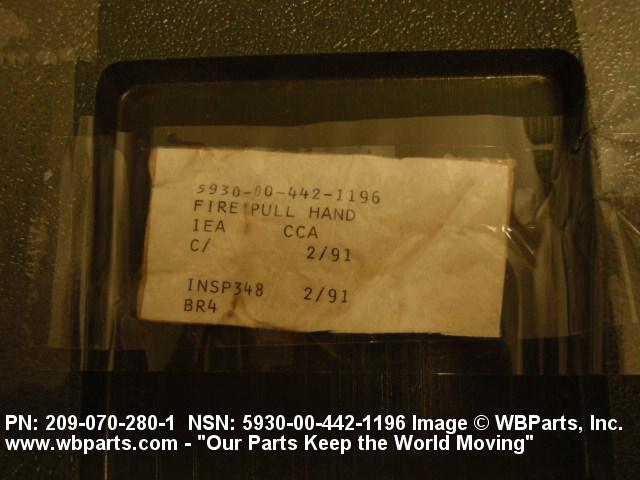 5930-00-442-1196
FIRE PULL HAND
1EA CCA
C/ 2/91
INSP348 2/91
BR4
PN: 209-070-280-1 NSN: 5930-00-442-1196 Image © WBParts, Inc.
www.wbparts.com - "Our Parts Keep the World Moving"